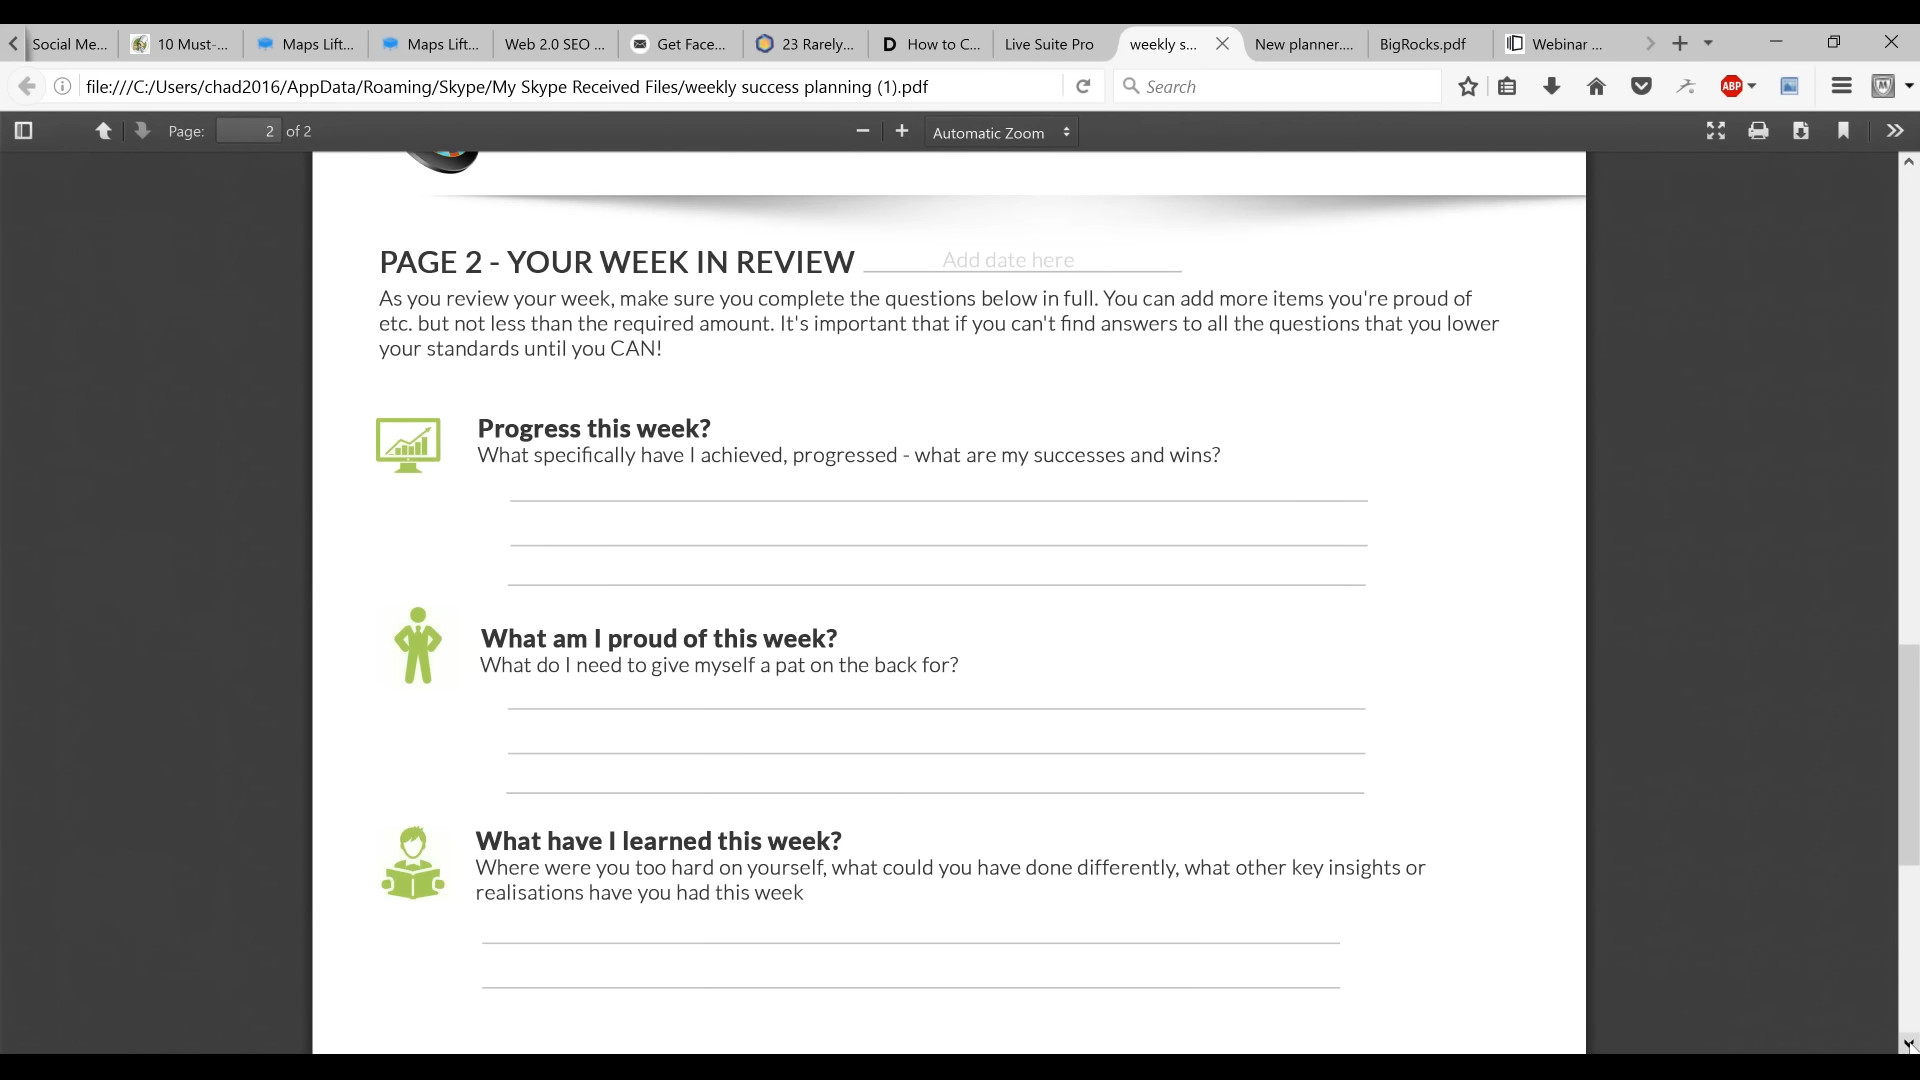 Social Me...
10 Must-...
Maps Lift...
Maps Lift...
Web 2.0 SEO ...
Get Face...
23 Rarely...
How to C...
Live Suite Pro
weekly s...
New planner....
BigRocks.pdf
Webinar ...
file:///C:/Users/chad2016/AppData/Roaming/Skype/My Skype Received Files/weekly success planning (1).pdf
Search
ABP
Page: 2 of 2
Automatic Zoom
PAGE 2 - YOUR WEEK IN REVIEW Add date here
As you review your week, make sure you complete the questions below in full. You can add more items you're proud of
etc. but not less than the required amount. It's important that if you can't find answers to all the questions that you lower
your standards until you CAN!
Progress this week?
What specifically have I achieved, progressed - what are my successes and wins?
What am I proud of this week?
What do I need to give myself a pat on the back for?
What have I learned this week?
Where were you too hard on yourself, what could you have done differently, what other key insights or
realisations have you had this week